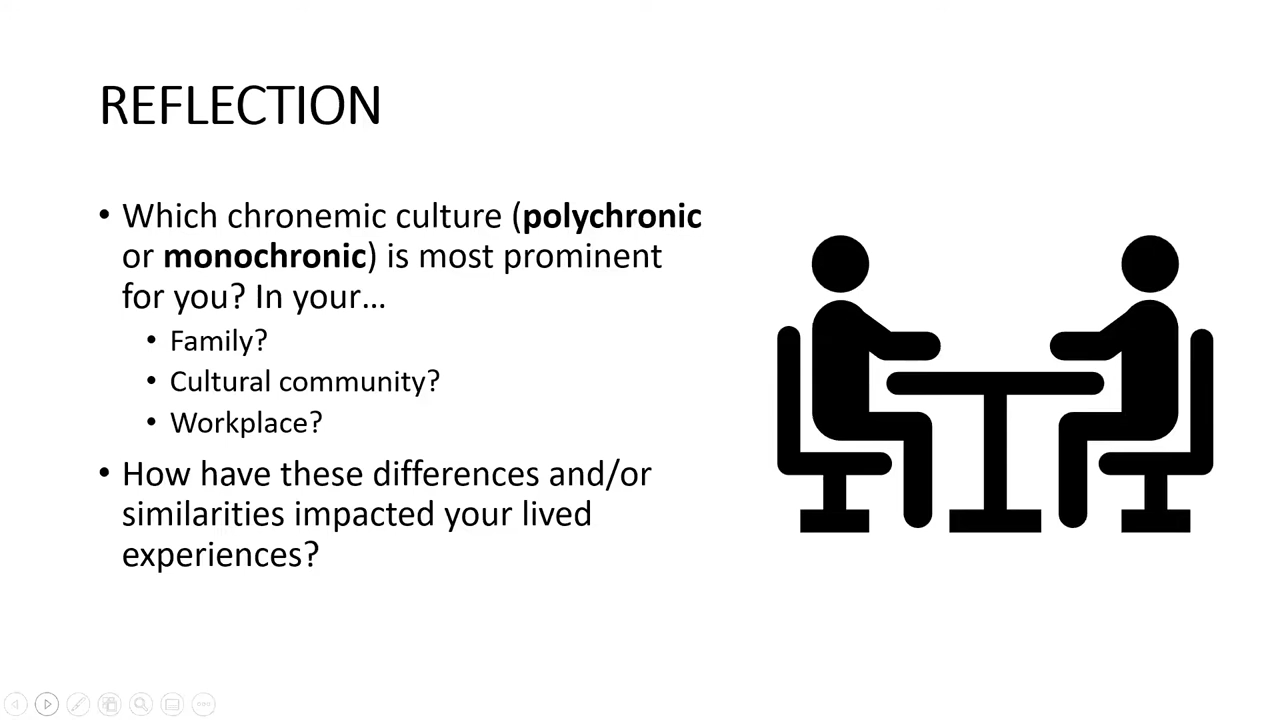 REFLECTION
• Which chronemic culture (polychronic
or monochronic) is most prominent
for you? In your…
• Family?
• Cultural community?
• Workplace?
• How have these differences and/or
similarities impacted your lived
experiences?